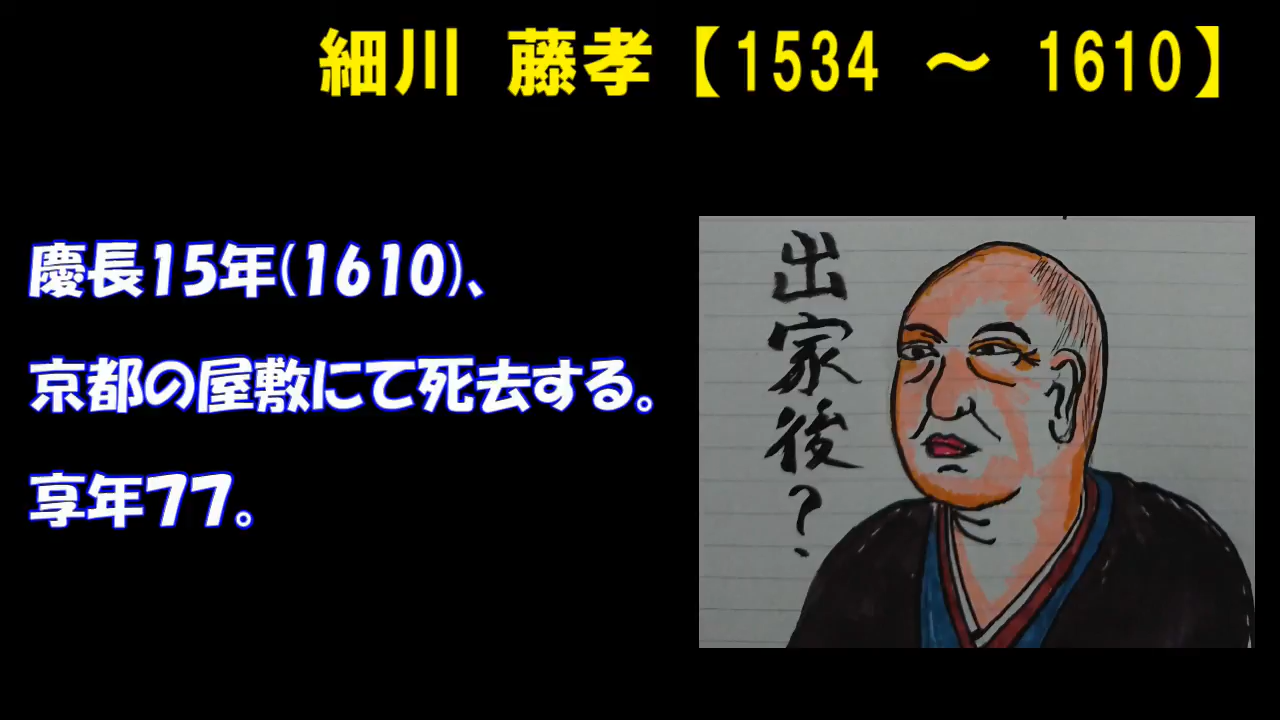 細川 藤孝【1534 ～ 1610】
慶長15年(1610)、
京都の屋敷にて死去する。
享年77。
出家後?